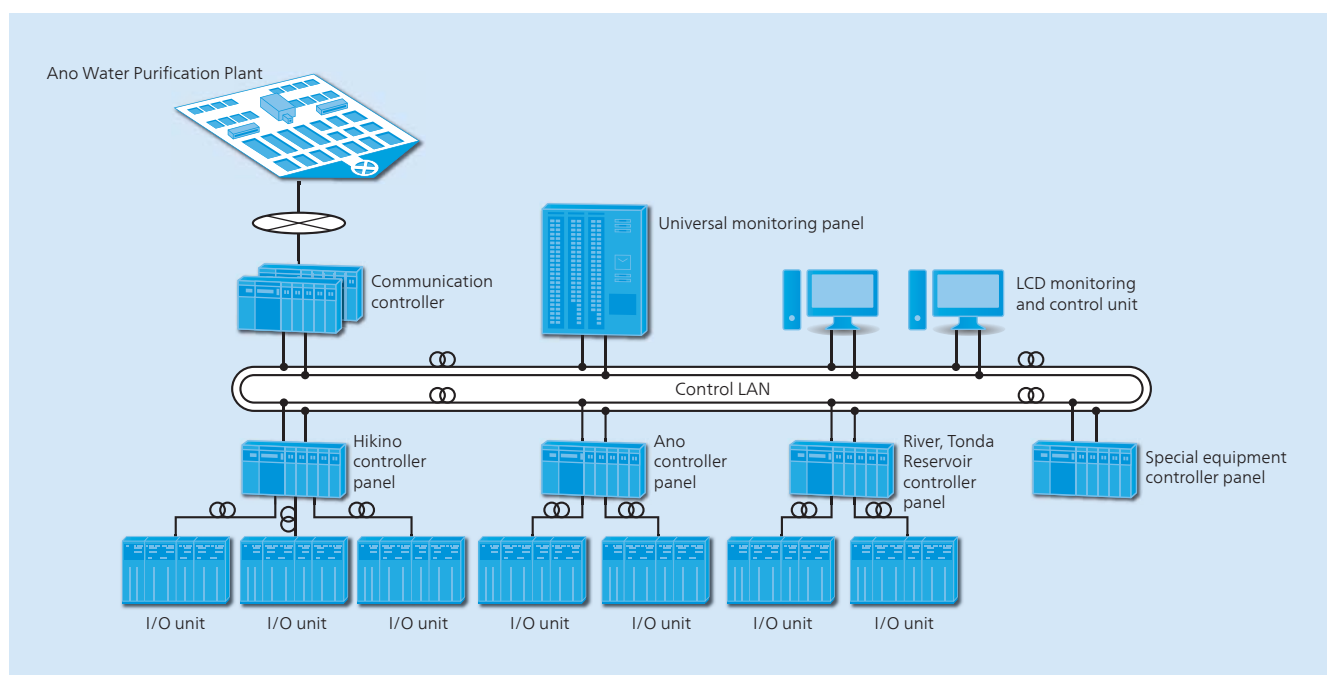 Ano Water Purification Plant
Universal monitoring panel
Communication
controller
LCD monitoring
and control unit
Control LAN
Hikino
controller
panel
Ano
controller
panel
River, Tonda
Reservoir
controller
panel
Special equipment
controller panel
I/O unit
I/O unit
I/O unit
I/O unit
I/O unit
I/O unit
I/O unit